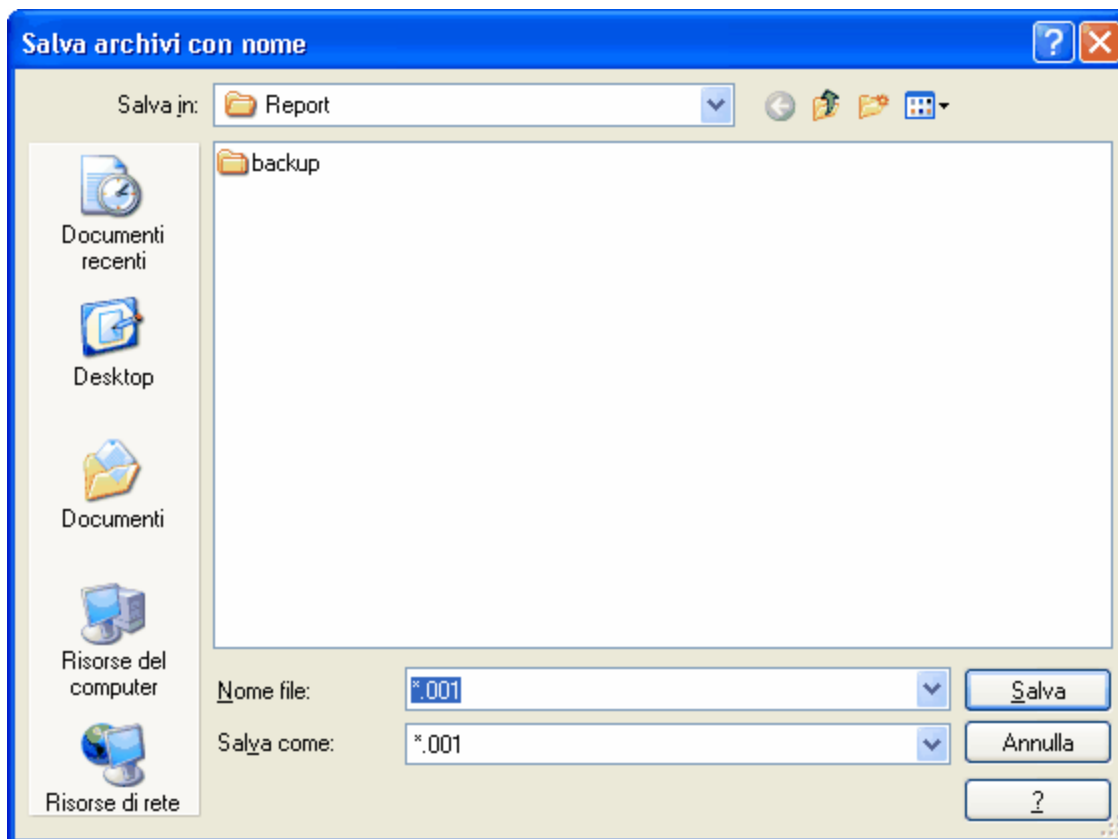 Salva archivi con nome
Salva in:
Report
backup
Documenti
recenti
Desktop
Documenti
Risorse del
computer
Risorse di rete
Nome file:
*.001
Salva
Salva come:
*.001
Annulla
?